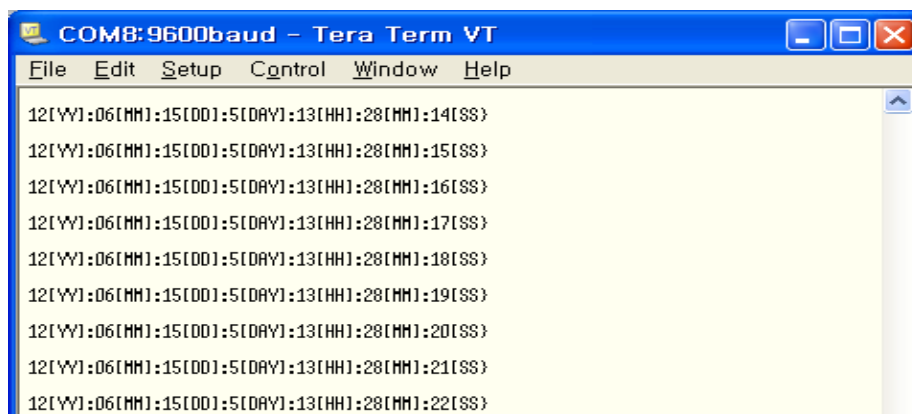 COM8:9600baud - Tera Term VT
File Edit Setup Control Window Help
12[YY]:06[MM]:15[DD]:5[DAY]:13[HH]:28[MM]:14[SS}
12[YY]:06[MM]:15[DD]:5[DAY]:13[HH]:28[MM]:15[SS}
12[YY]:06[MM]:15[DD]:5[DAY]:13[HH]:28[MM]:16[SS}
12[YY]:06[MM]:15[DD]:5[DAY]:13[HH]:28[MM]:17[SS}
12[YY]:06[MM]:15[DD]:5[DAY]:13[HH]:28[MM]:18[SS}
12[YY]:06[MM]:15[DD]:5[DAY]:13[HH]:28[MM]:19[SS}
12[YY]:06[MM]:15[DD]:5[DAY]:13[HH]:28[MM]:20[SS}
12[YY]:06[MM]:15[DD]:5[DAY]:13[HH]:28[MM]:21[SS}
12[YY]:06[MM]:15[DD]:5[DAY]:13[HH]:28[MM]:22[SS}